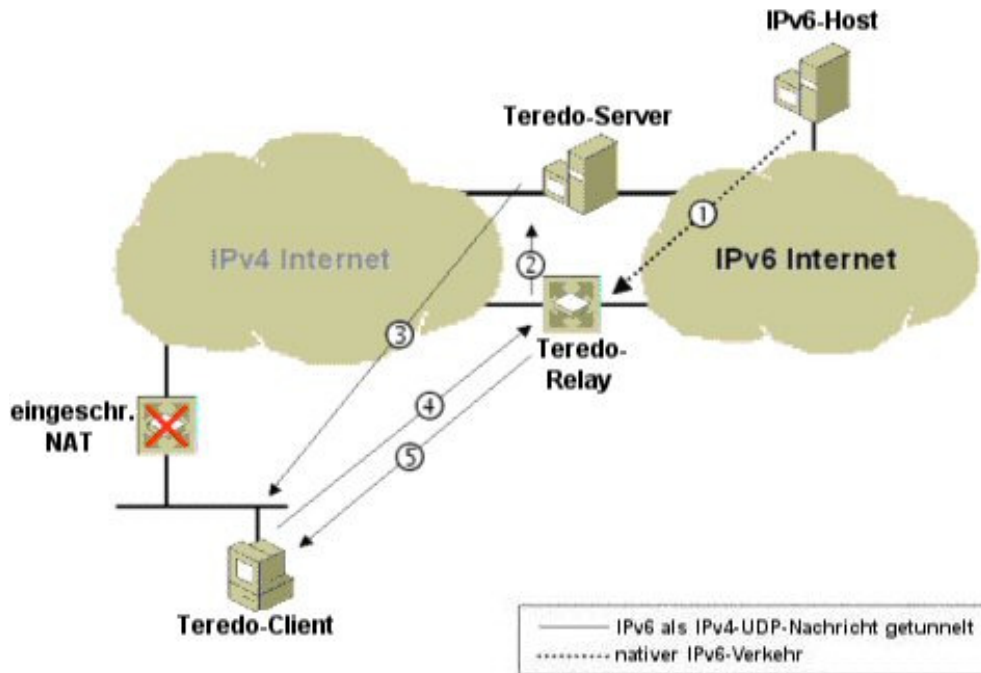 IPv6-Host
Teredo-Server
1
IPv4 Internet
2
IPv6 Internet
3
Teredo-
Relay
eingeschr.
NAT
4
5
Teredo-Client
IPv6 als IPv4-UDP-Nachricht getunnelt
nativer IPv6-Verkehr